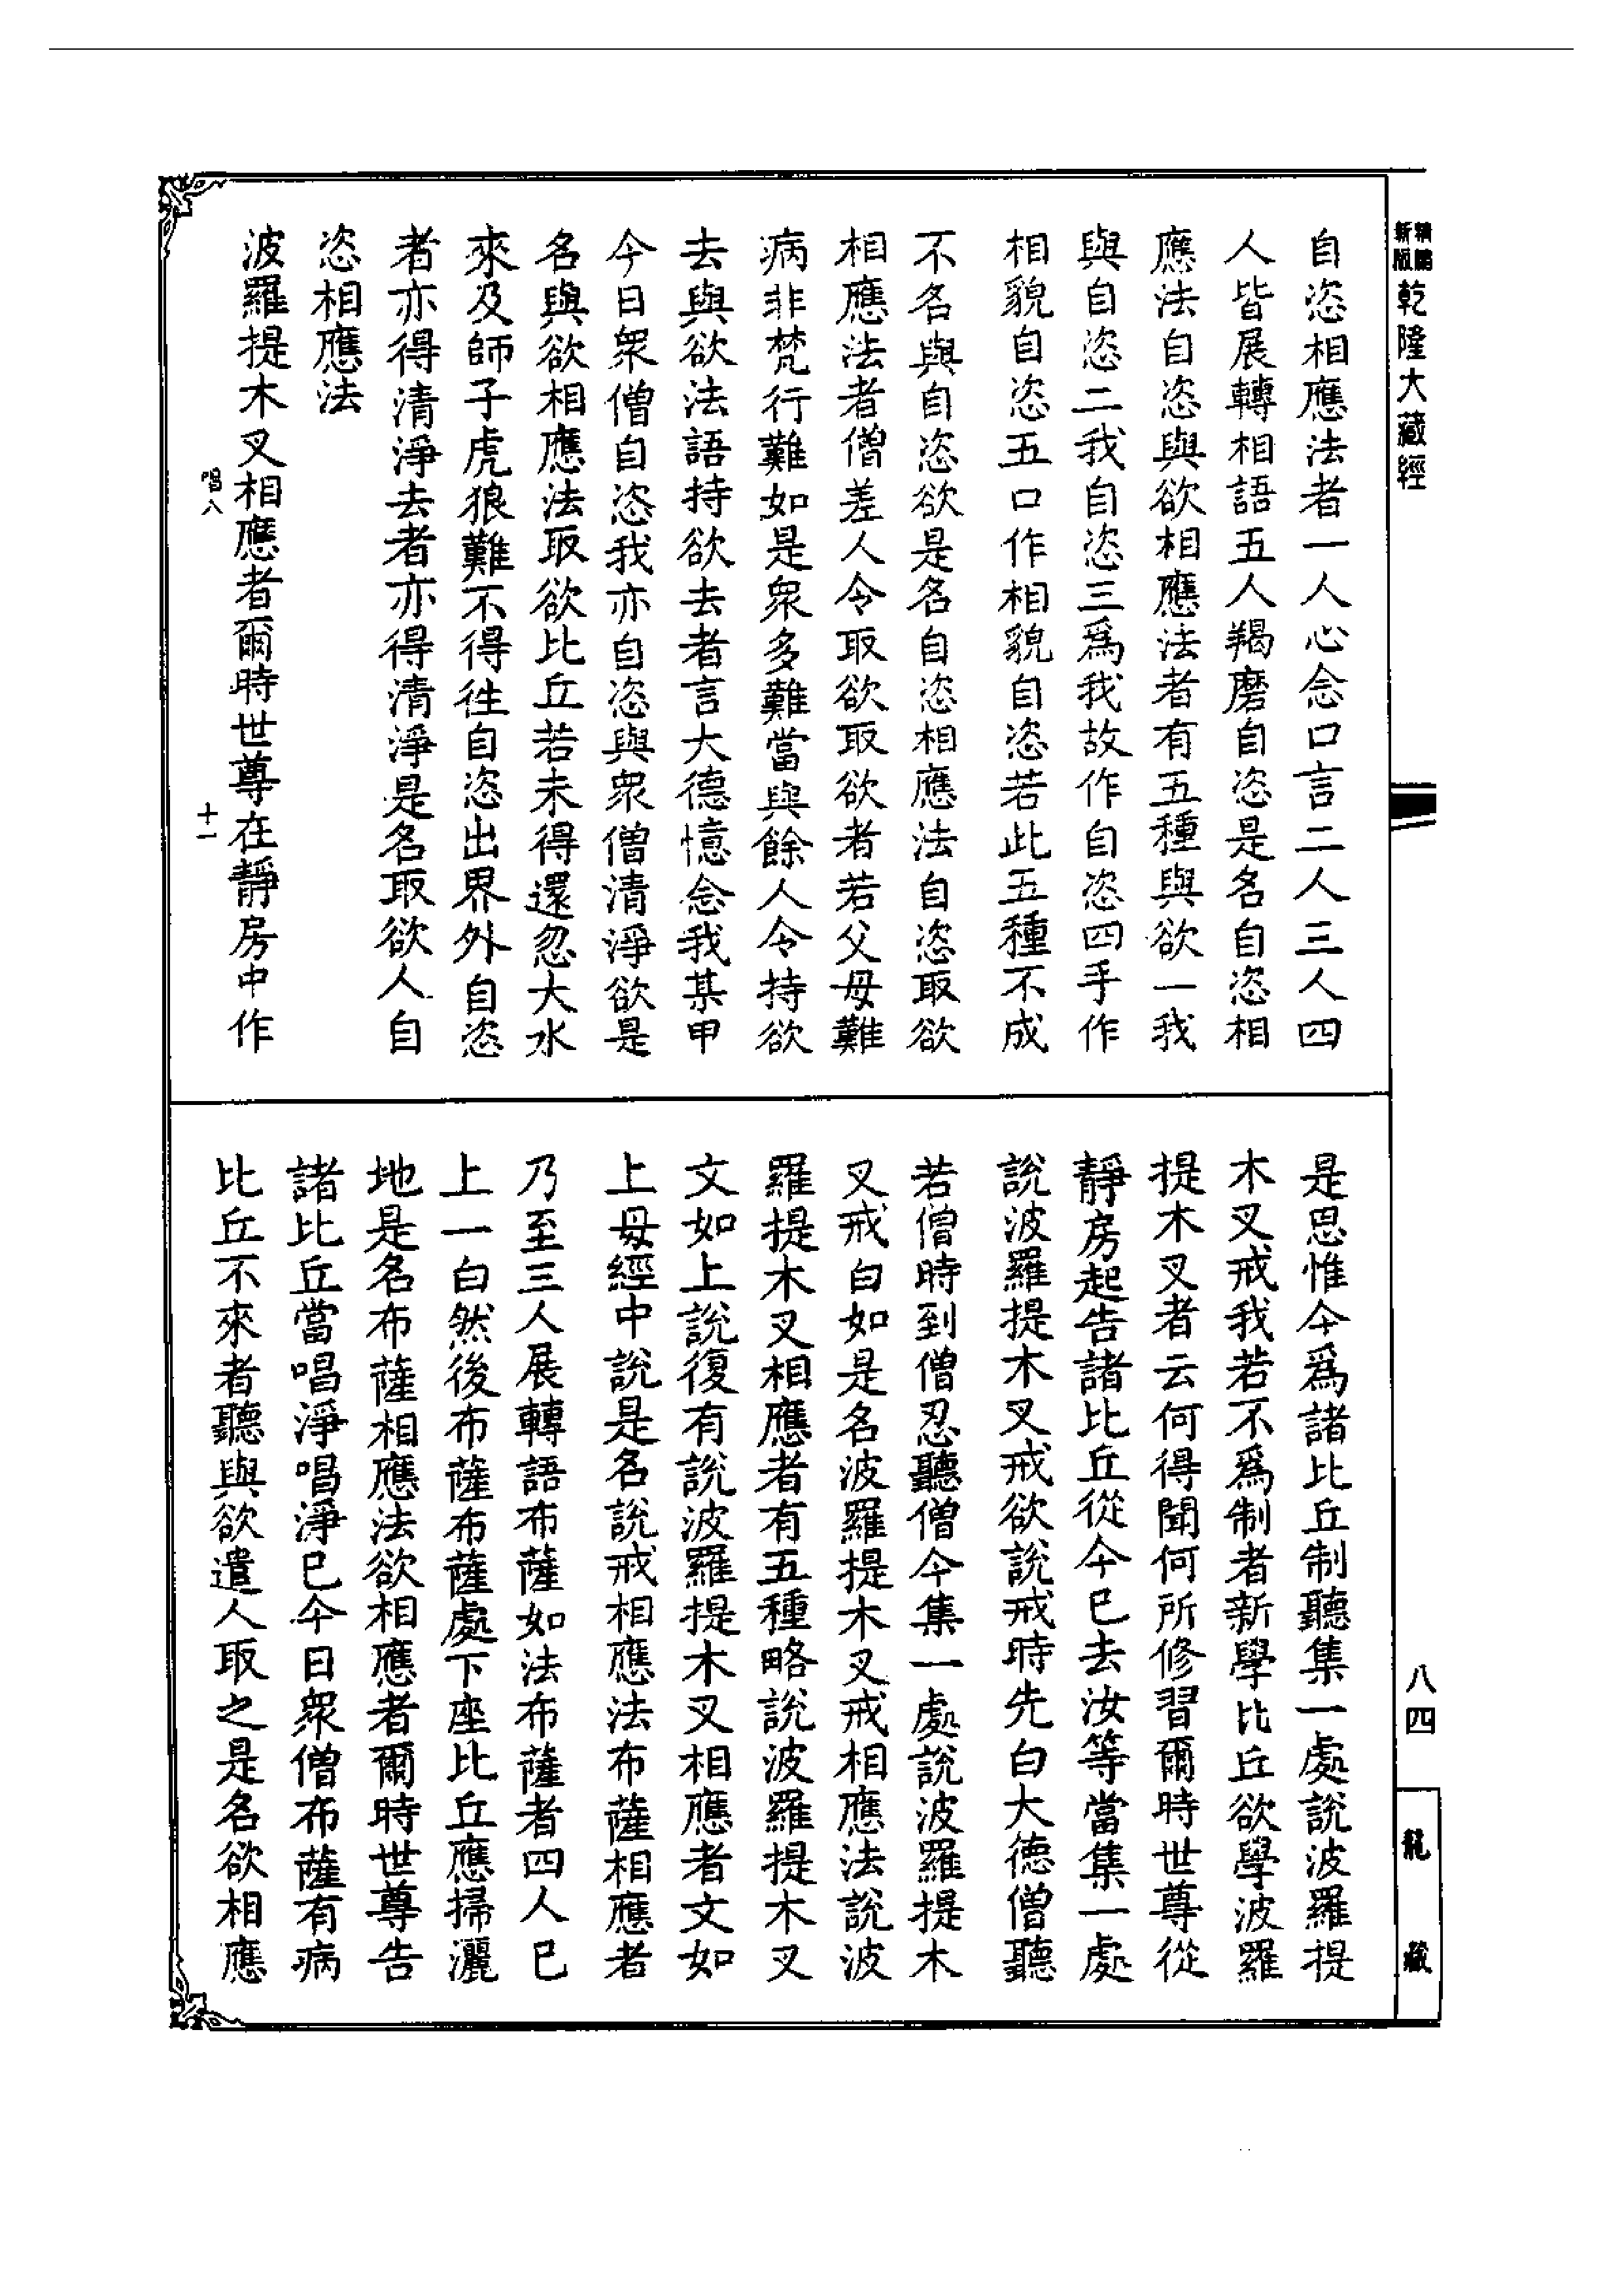 精鵝新版
乾隆大藏經
八四
龍藏
自恣相應法者一人心念口言二人三人四
人皆展轉相語五人羯磨自恣是名自恣相
應法自恣與欲相應法者有五種與欲一我
與自恣二我自恣三爲我故作自恣四手作
相貌自恣五口作相貌自恣若此五種不成
不名與自恣欲是名自恣相應法自恣取欲
相應法者僧差人令取欲取欲者若父母難
病非梵行難如是衆多難當與餘人令持欲
去與欲法語持欲去者言大德憶念我某甲
今日衆僧自恣我亦自恣與衆僧清淨欲是
名與欲相應法取欲比丘若未得還忽大水
來及師子虎狼難不得徃自恣出界外自恣
者亦得清淨去者亦得清淨是名取欲人自
恣相應法
波羅提木叉相應者爾時世尊在靜房中作
唱八
十一
是思惟今爲諸比丘制聽集一處說波羅提
木叉戒我若不爲制者新學比丘欲學波羅
提木叉者云何得聞何所修習爾時世尊從
靜房起告諸比丘從今已去汝等當集一處
說波羅提木叉戒欲說戒時先白大德僧聽
若僧時到僧忍聽僧今集一處說波羅提木
叉戒白如是名波羅提木叉戒相應法說波
羅提木叉相應者有五種略說波羅提木叉
文如上說復有說波羅提木叉相應者文如
上母經中說是名說戒相應法布薩相應者
乃至三人展轉語布薩如法布薩者四人已
上一白然後布薩布薩處下座比丘應掃灑
地是名布薩相應法欲相應者爾時世尊告
諸比丘當唱淨唱淨已今日衆僧布薩有病
比丘不來者聽與欲遣人取之是名欲相應